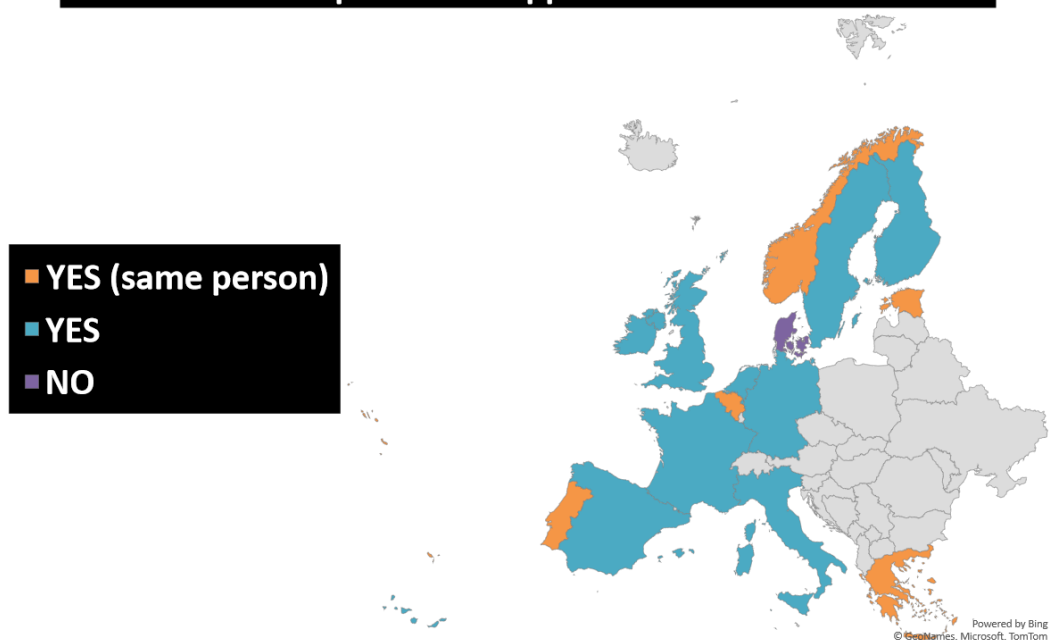 YES (same person)
YES
NO
Powered by Bing
© GeoNames, Microsoft, TomTom